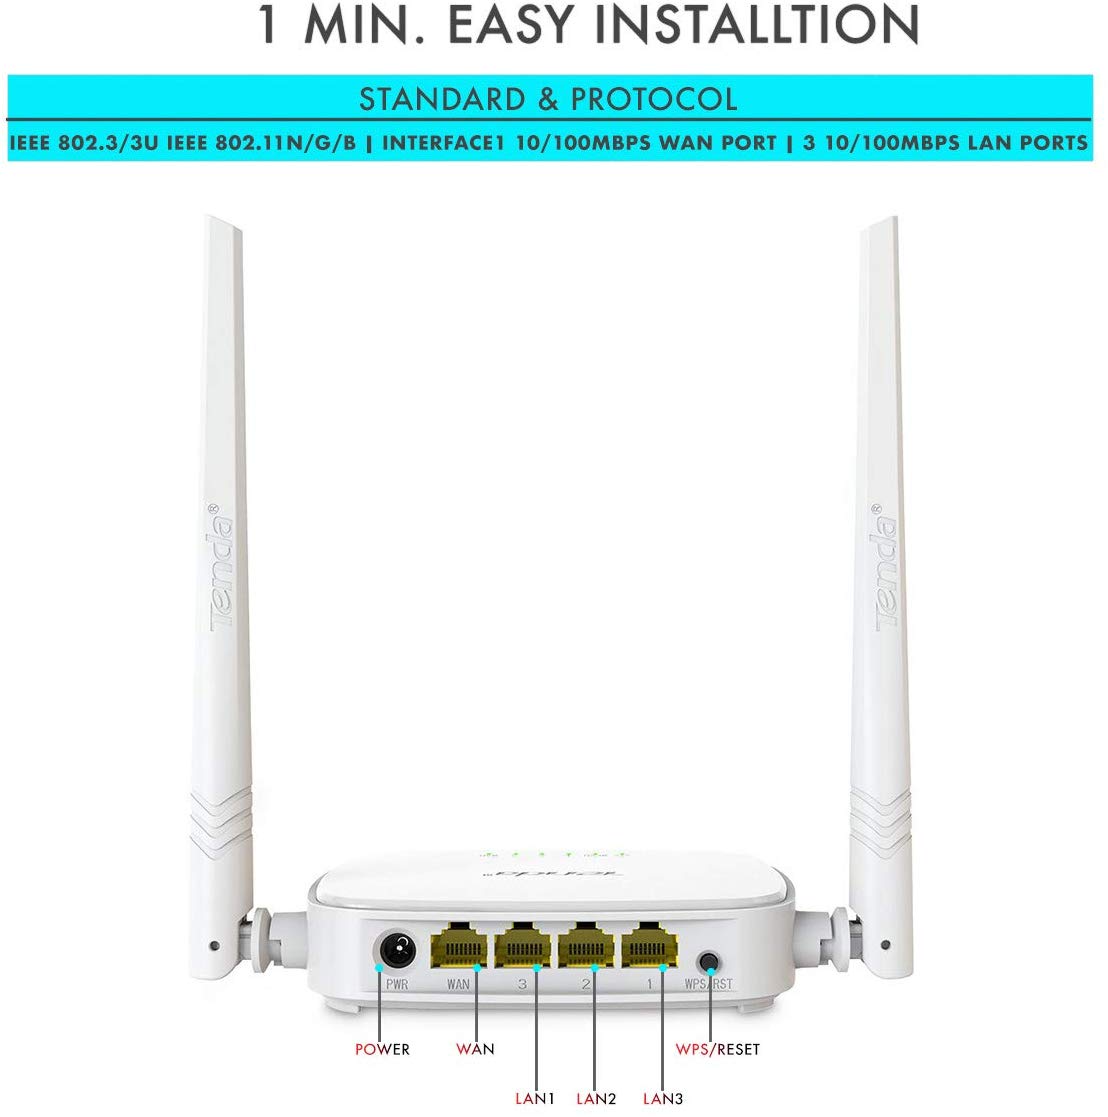 1 MIN. EASY INSTALLTION
STANDARD & PROTOCOL
IEEE 802.3/3U IEEE 802.11N/G/B | INTERFACE1 10/100MBPS WAN PORT | 3 10/100MBPS LAN PORTS
Tenda®
Tenda®
Tenda®
PWR WAN 3 2 1 WPS/RST
POWER WAN WPS/RESET
LAN1 LAN2 LAN3